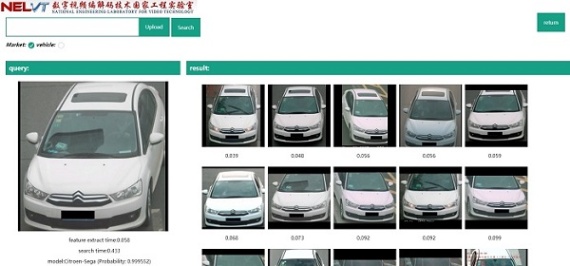 NELVT 数字视频编解码技术国家工程实验室
NATIONAL ENGINEERING LABORATORY FOR VIDEO TECHNOLOGY
Upload Search return
Market: vehicle:
query: result:
0.039 0.048 0.056 0.056 0.059
0.066 0.073 0.092 0.092 0.099
feature extract time:0.058
search time:0.433
model:Citroen-Sega (Probability: 0.999552)